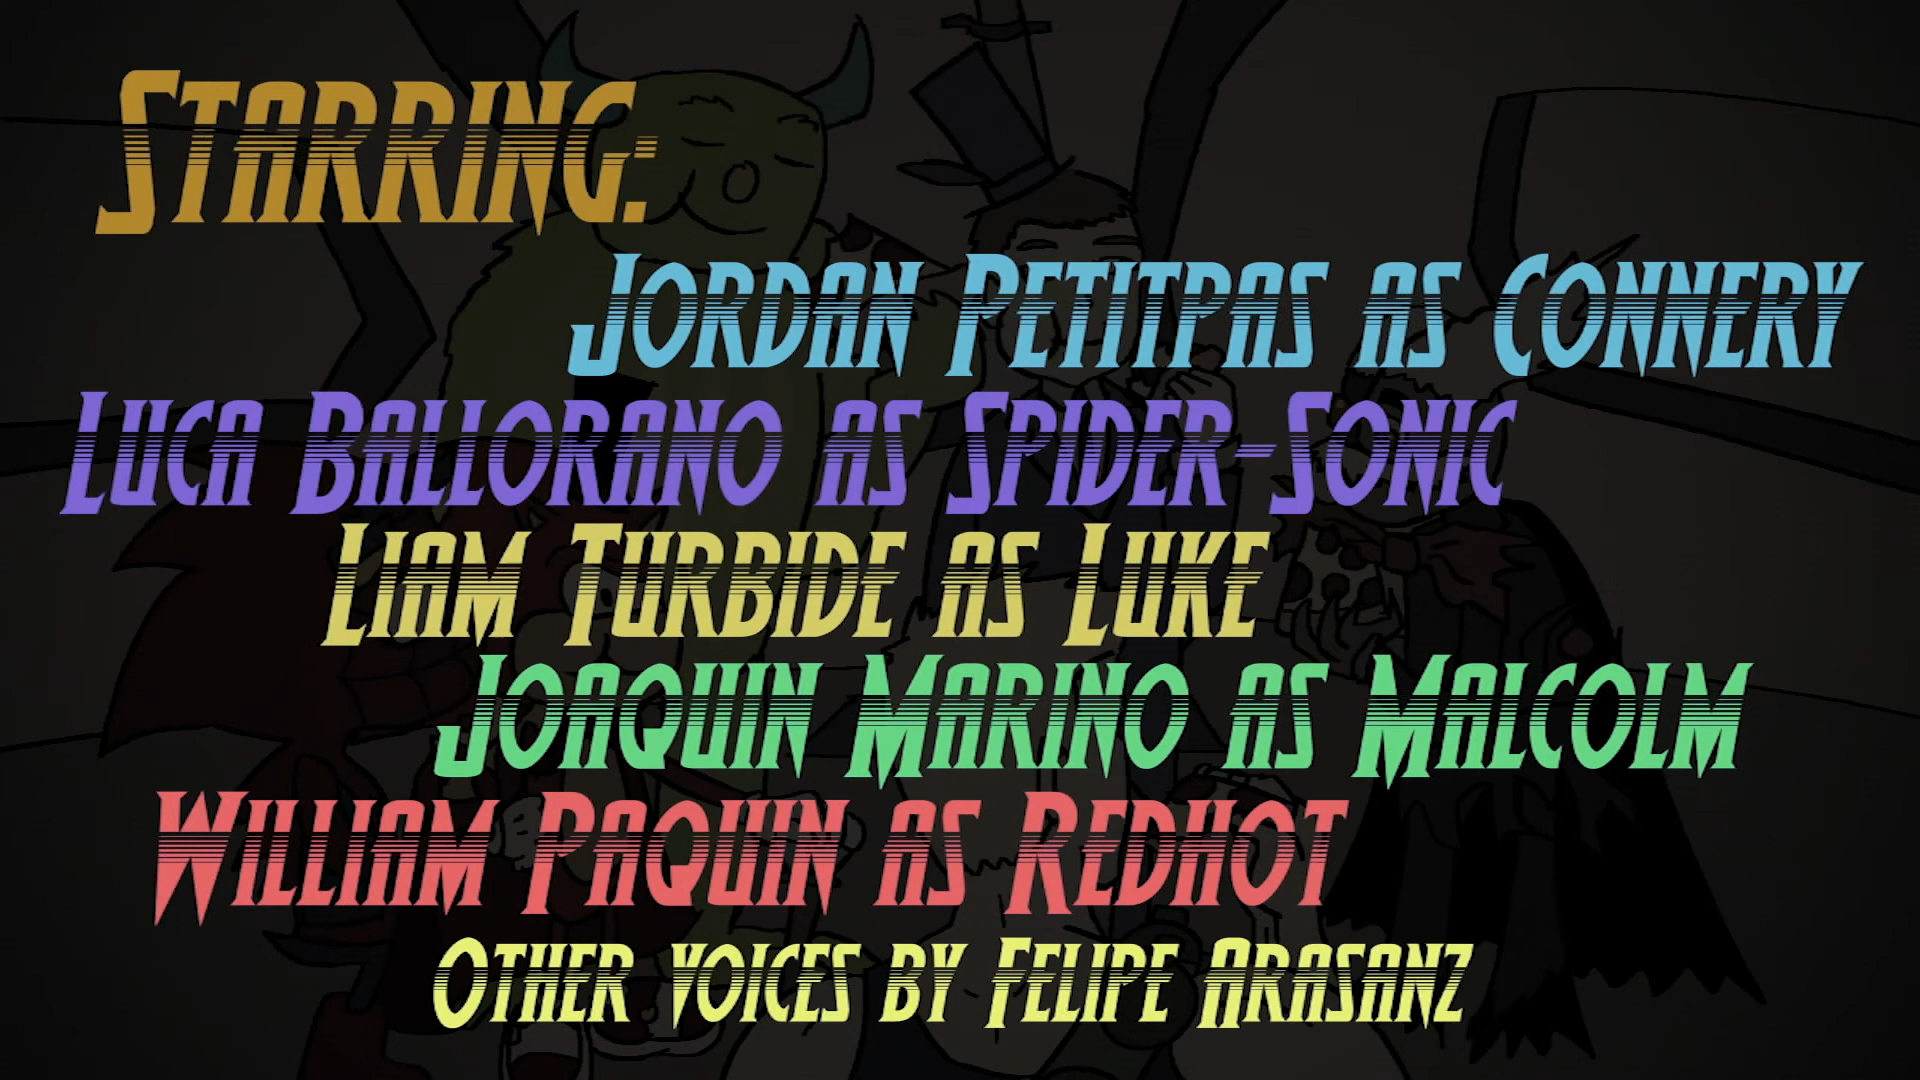 Starring:
Jordan Petitpas as Connery
Luca Ballorano as Spider-Sonic
Liam Turbide as Luke
Joaquin Marino as Malcolm
William Paquin as Redhot
Other voices by Felipe Arasanz